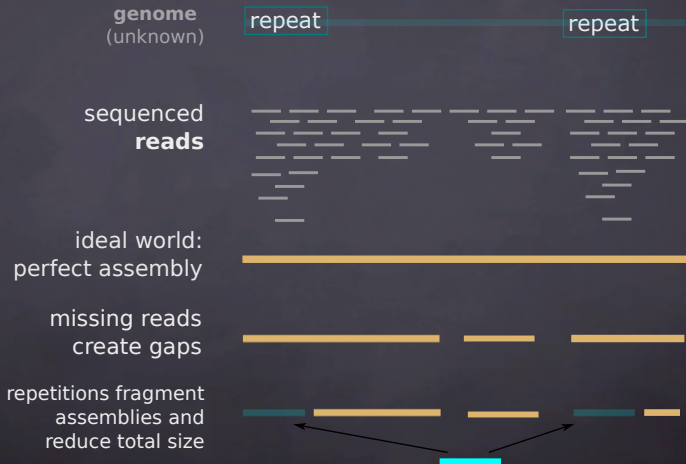 genome
(unknown)
repeat
repeat
sequenced
reads
ideal world:
perfect assembly
missing reads
create gaps
repetitions fragment
assemblies and
reduce total size